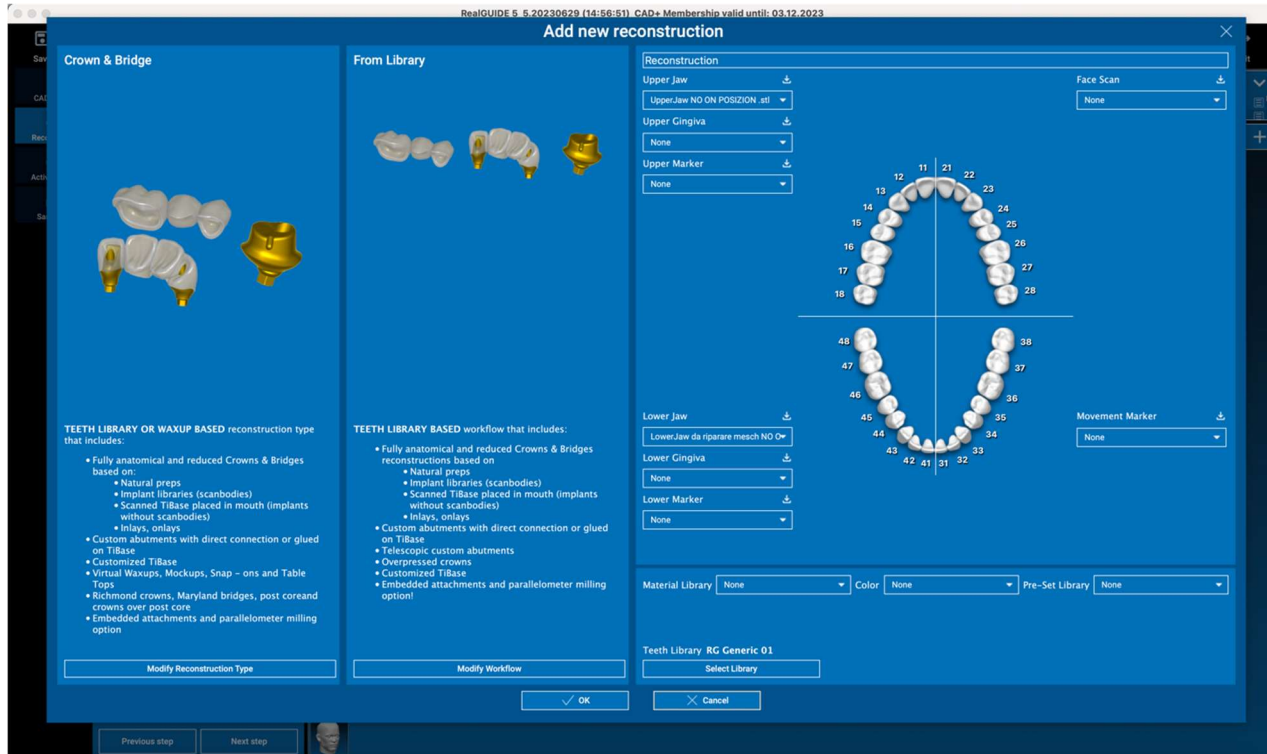 RealGUIDE 5 5.20230629 (14:56:51) CAD+ Membership valid until: 03.12.2023
Add new reconstruction
Crown & Bridge
TEETH LIBRARY OR WAXUP BASED reconstruction type
that includes:
• Fully anatomical and reduced Crowns & Bridges
based on:
• Natural preps
• Implant libraries (scanbodies)
• Scanned TiBase placed in mouth (implants
without scanbodies)
• Inlays, onlays
• Custom abutments with direct connection or glued
on TiBase
• Customized TiBase
• Virtual Waxups, Mockups, Snap – ons and Table
Tops
• Richmond crowns, Maryland bridges, post coreand
crowns over post core
• Embedded attachments and parallelometer milling
option
Modify Reconstruction Type
From Library
TEETH LIBRARY BASED workflow that includes:
• Fully anatomical and reduced Crowns & Bridges
reconstructions based on
• Natural preps
• Implant libraries (scanbodies)
• Scanned TiBase placed in mouth (implants
without scanbodies)
• Inlays, onlays
• Custom abutments with direct connection or glued
on TiBase
• Telescopic custom abutments
• Overpressed crowns
• Customized TiBase
• Embedded attachments and parallelometer milling
option!
Modify Workflow
Reconstruction
Upper Jaw
UpperJaw NO ON POSIZION .stl
Upper Gingiva
None
Upper Marker
None
Face Scan
None
11 21
12 22
13 23
14 24
15 25
16 26
17 27
18 28
48 38
47 37
46 36
45 35
44 34
43 33
42 41 31 32
Lower Jaw
LowerJaw da riparare mesch NO
Lower Gingiva
None
Lower Marker
None
Movement Marker
None
Material Library None Color None Pre-Set Library None
Teeth Library RG Generic 01
Select Library
OK Cancel
Previous step Next step